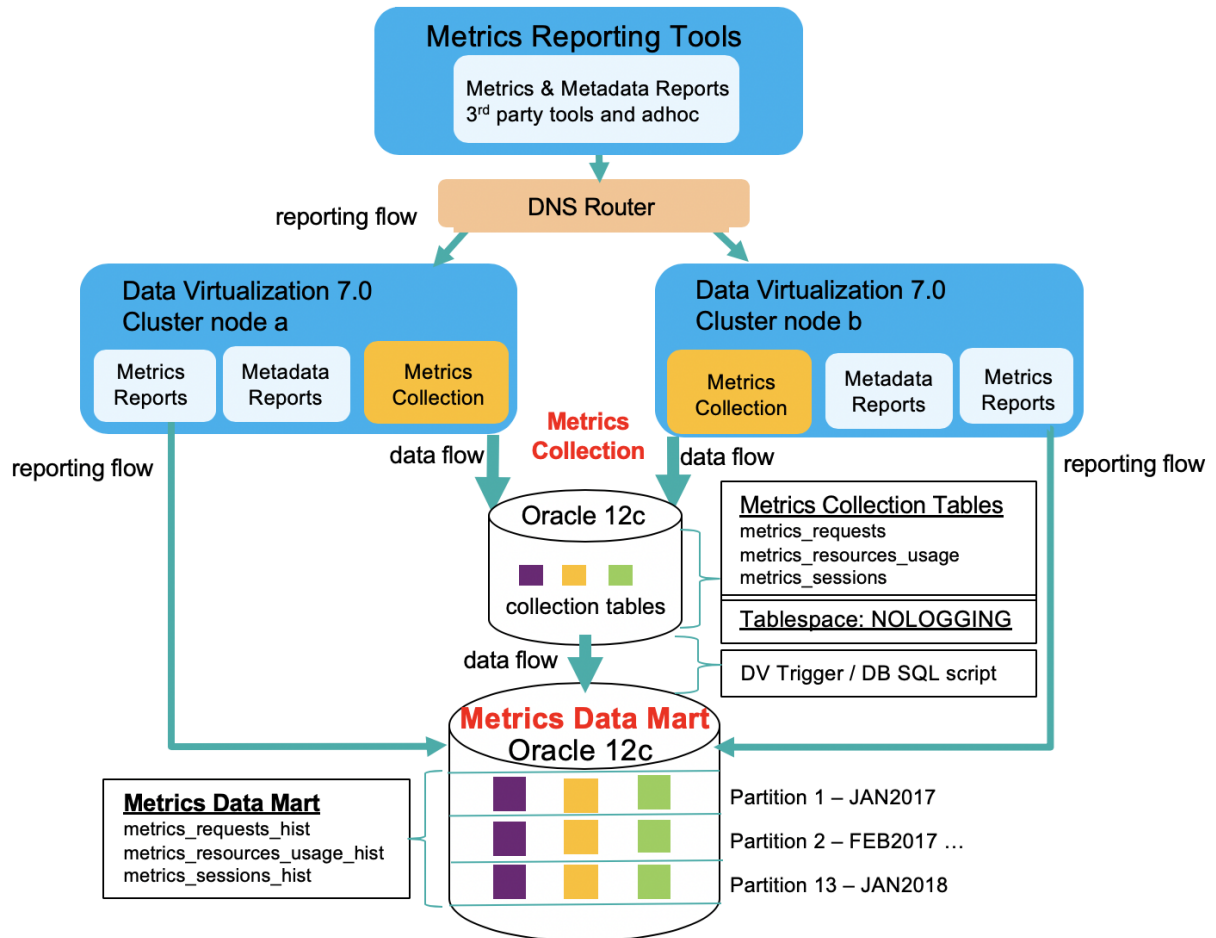 Metrics Reporting Tools
Metrics & Metadata Reports
3rd party tools and adhoc
DNS Router
reporting flow
Data Virtualization 7.0
Cluster node a
Metrics
Reports
Metadata
Reports
Metrics
Collection
Data Virtualization 7.0
Cluster node b
Metrics
Collection
Metadata
Reports
Metrics
Reports
reporting flow
data flow
Metrics
Collection
data flow
reporting flow
Oracle 12c
collection tables
Metrics Collection Tables
metrics_requests
metrics_resources_usage
metrics_sessions
Tablespace: NOLOGGING
data flow
DV Trigger / DB SQL script
Metrics Data Mart
Oracle 12c
Metrics Data Mart
metrics_requests_hist
metrics_resources_usage_hist
metrics_sessions_hist
Partition 1 – JAN2017
Partition 2 – FEB2017 …
Partition 13 – JAN2018